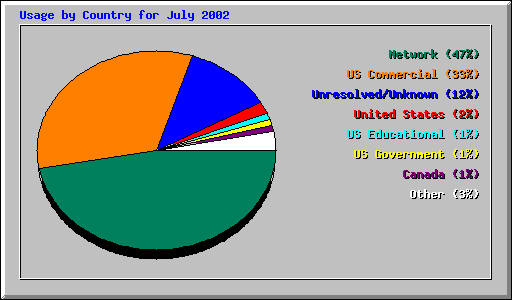 Usage by Country for July 2002
Network (47%)
US Commercial (33%)
Unresolved/Unknown (12%)
United States (2%)
US Educational (1%)
US Government (1%)
Canada (1%)
Other (3%)